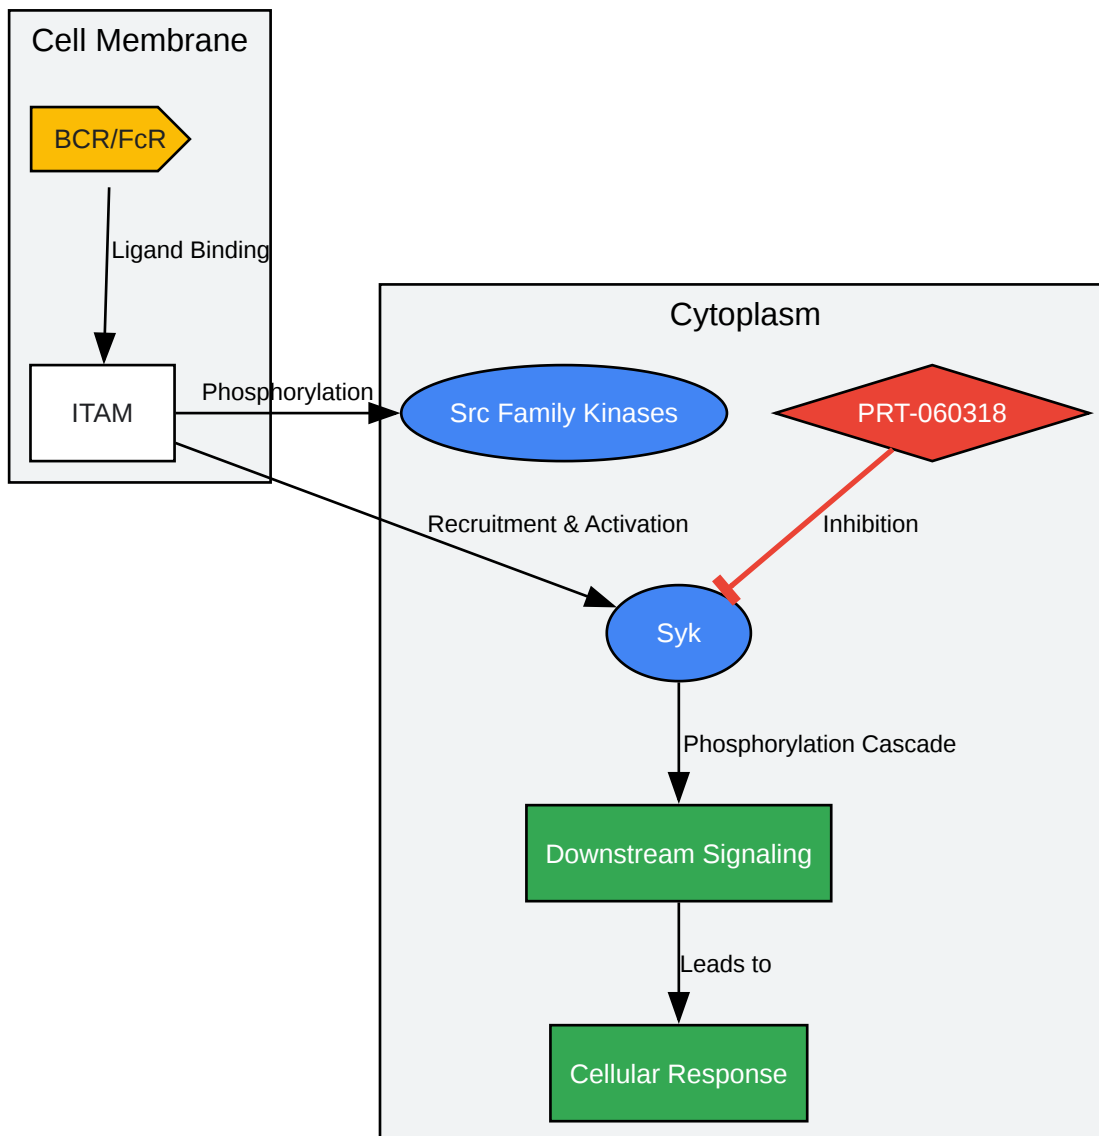 Cell Membrane
BCR/FcR
Ligand Binding
Cytoplasm
ITAM
Phosphorylation
Src Family Kinases
PRT-060318
Recruitment & Activation
Inhibition
Syk
Phosphorylation Cascade
Downstream Signaling
Leads to
Cellular Response